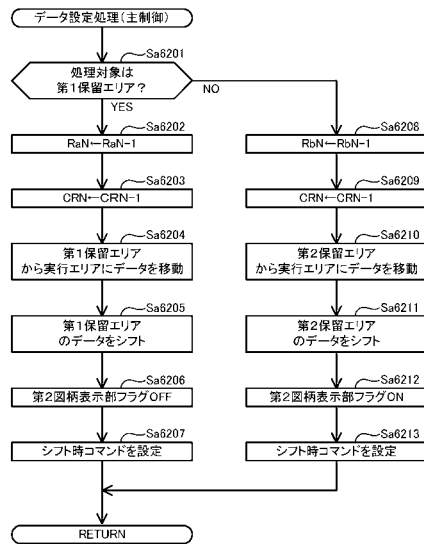 データ設定処理(主制御)
Sa6201
処理対象は
第1保留エリア?
NO
YES
Sa6202
RaN←RaN-1
Sa6203
CRN←CRN-1
Sa6204
第1保留エリア
から実行エリアにデータを移動
Sa6205
第1保留エリア
のデータをシフト
Sa6206
第2図柄表示部フラグOFF
Sa6207
シフト時コマンドを設定
Sa6208
RbN←RbN-1
Sa6209
CRN←CRN-1
Sa6210
第2保留エリア
から実行エリアにデータを移動
Sa6211
第2保留エリア
のデータをシフト
Sa6212
第2図柄表示部フラグON
Sa6213
シフト時コマンドを設定
RETURN